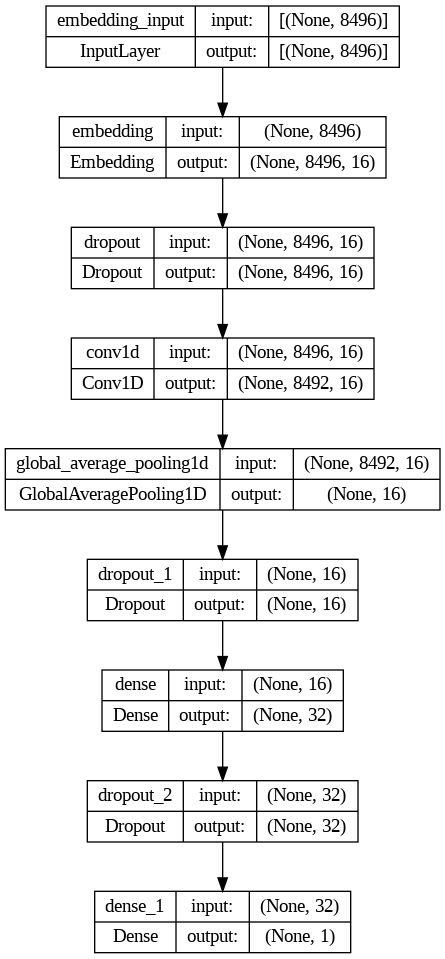 embedding_input input: [(None, 8496)]
InputLayer output: [(None, 8496)]
embedding input: (None, 8496)
Embedding output: (None, 8496, 16)
dropout input: (None, 8496, 16)
Dropout output: (None, 8496, 16)
conv1d input: (None, 8496, 16)
Conv1D output: (None, 8492, 16)
global_average_pooling1d input: (None, 8492, 16)
GlobalAveragePooling1D output: (None, 16)
dropout_1 input: (None, 16)
Dropout output: (None, 16)
dense input: (None, 16)
Dense output: (None, 32)
dropout_2 input: (None, 32)
Dropout output: (None, 32)
dense_1 input: (None, 32)
Dense output: (None, 1)